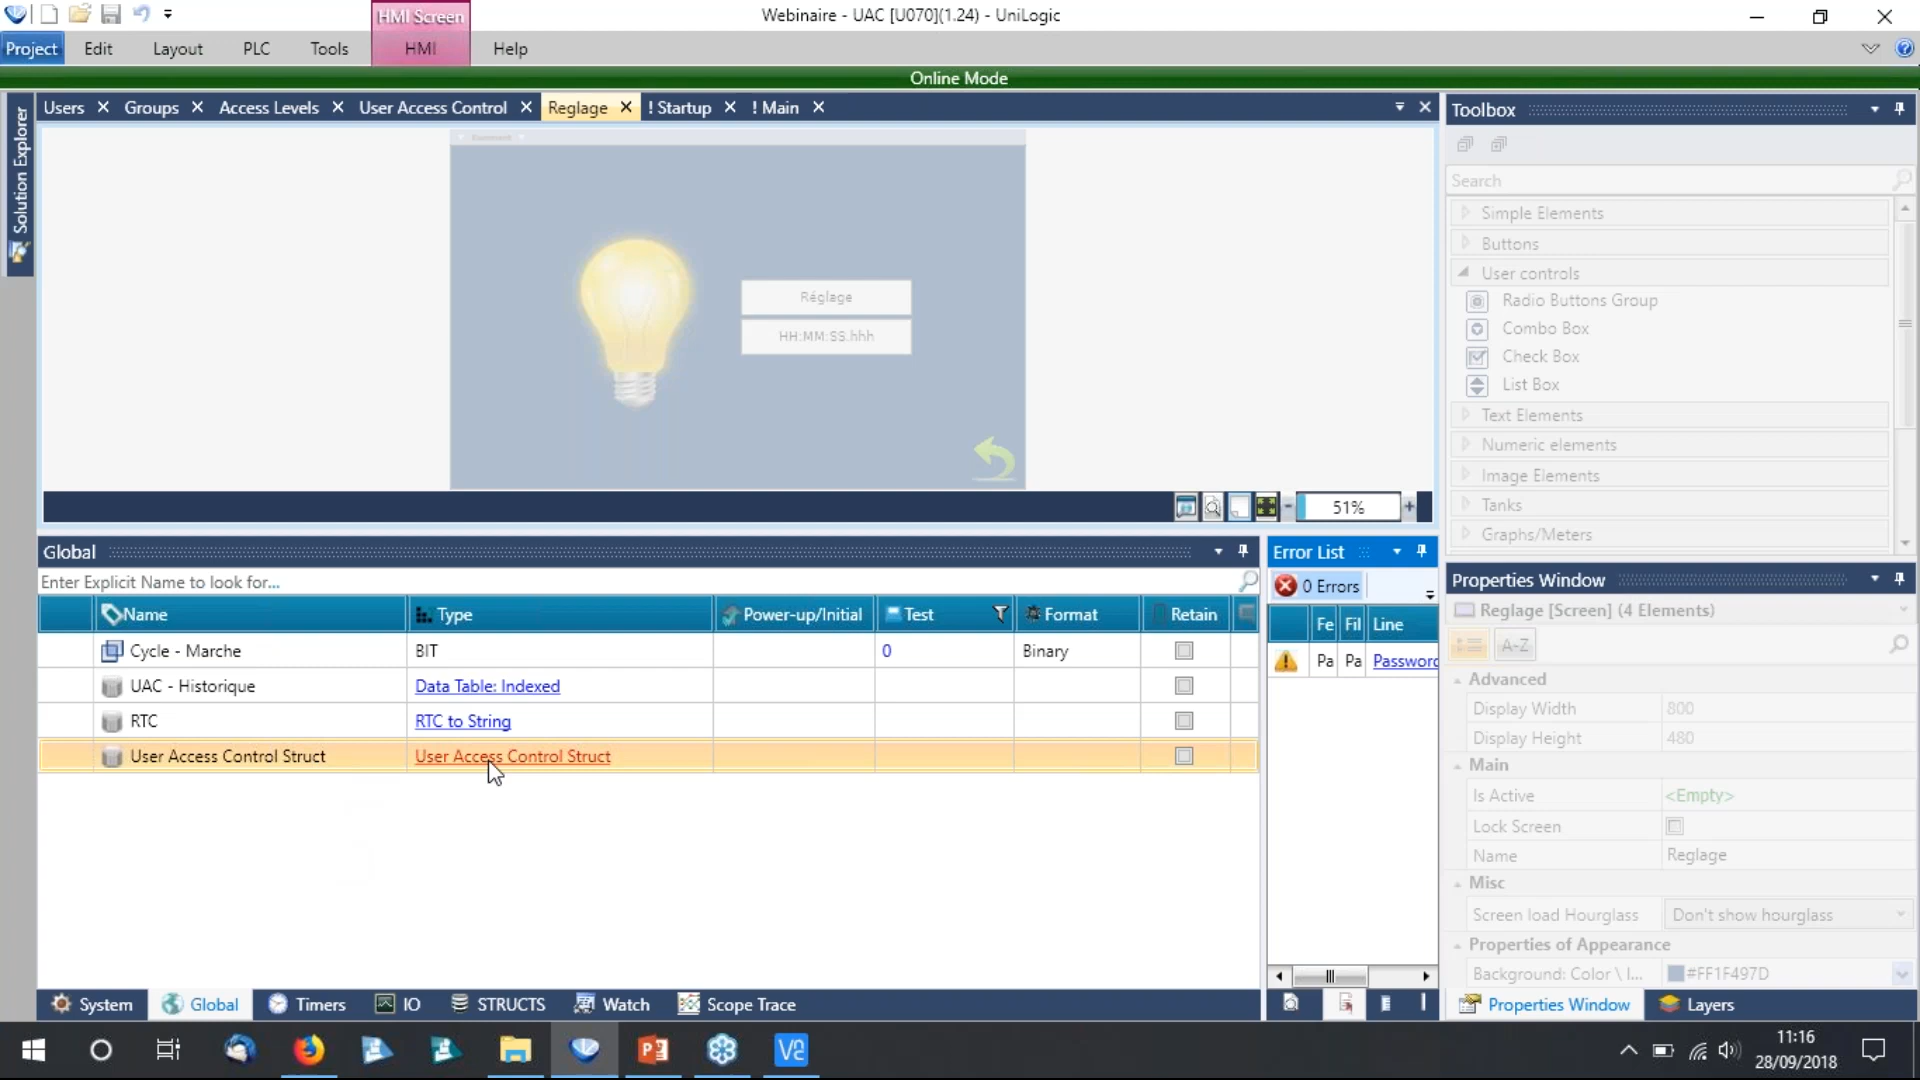 Webinaire - UAC [U070](1.24) - UniLogic
HMI Screen
Project Edit Layout PLC Tools HMI Help
Online Mode
Solution Explorer
Users Groups Access Levels User Access Control Reglage ! Startup ! Main
Réglage
HH:MM:SS.hhh
51%
Global
Enter Explicit Name to look for...
Name Type Power-up/Initial Test Format Retain
Cycle - Marche BIT 0 Binary
UAC - Historique Data Table: Indexed
RTC RTC to String
User Access Control Struct User Access Control Struct
System Global Timers IO STRUCTS Watch Scope Trace
Error List
0 Errors
Fe Fil Line
Pa Pa Password
Toolbox
Search
Simple Elements
Buttons
User controls
Radio Buttons Group
Combo Box
Check Box
List Box
Text Elements
Numeric elements
Image Elements
Tanks
Graphs/Meters
Properties Window
Reglage [Screen] (4 Elements)
A-Z
Advanced
Display Width 800
Display Height 480
Main
Is Active <Empty>
Lock Screen
Name Reglage
Misc
Screen load Hourglass Don't show hourglass
Properties of Appearance
Background: Color \ I... #FF1F497D
Properties Window Layers
11:16
28/09/2018